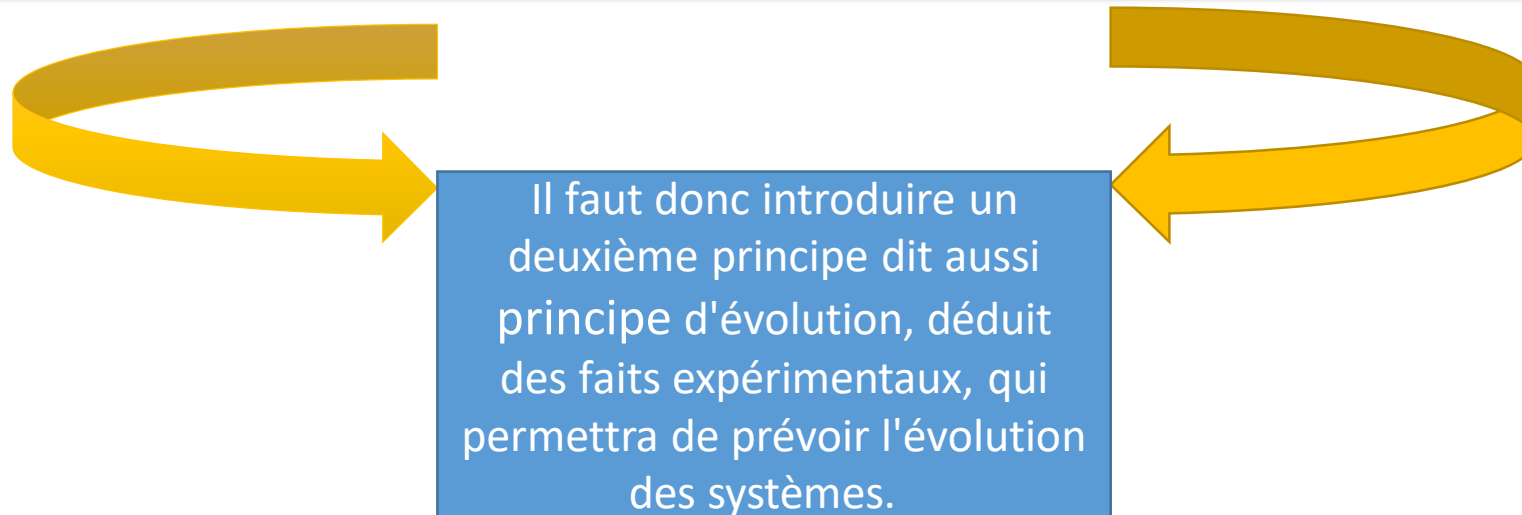 Il faut donc introduire un
deuxième principe dit aussi
principe d'évolution, déduit
des faits expérimentaux, qui
permettra de prévoir l'évolution
des systèmes.